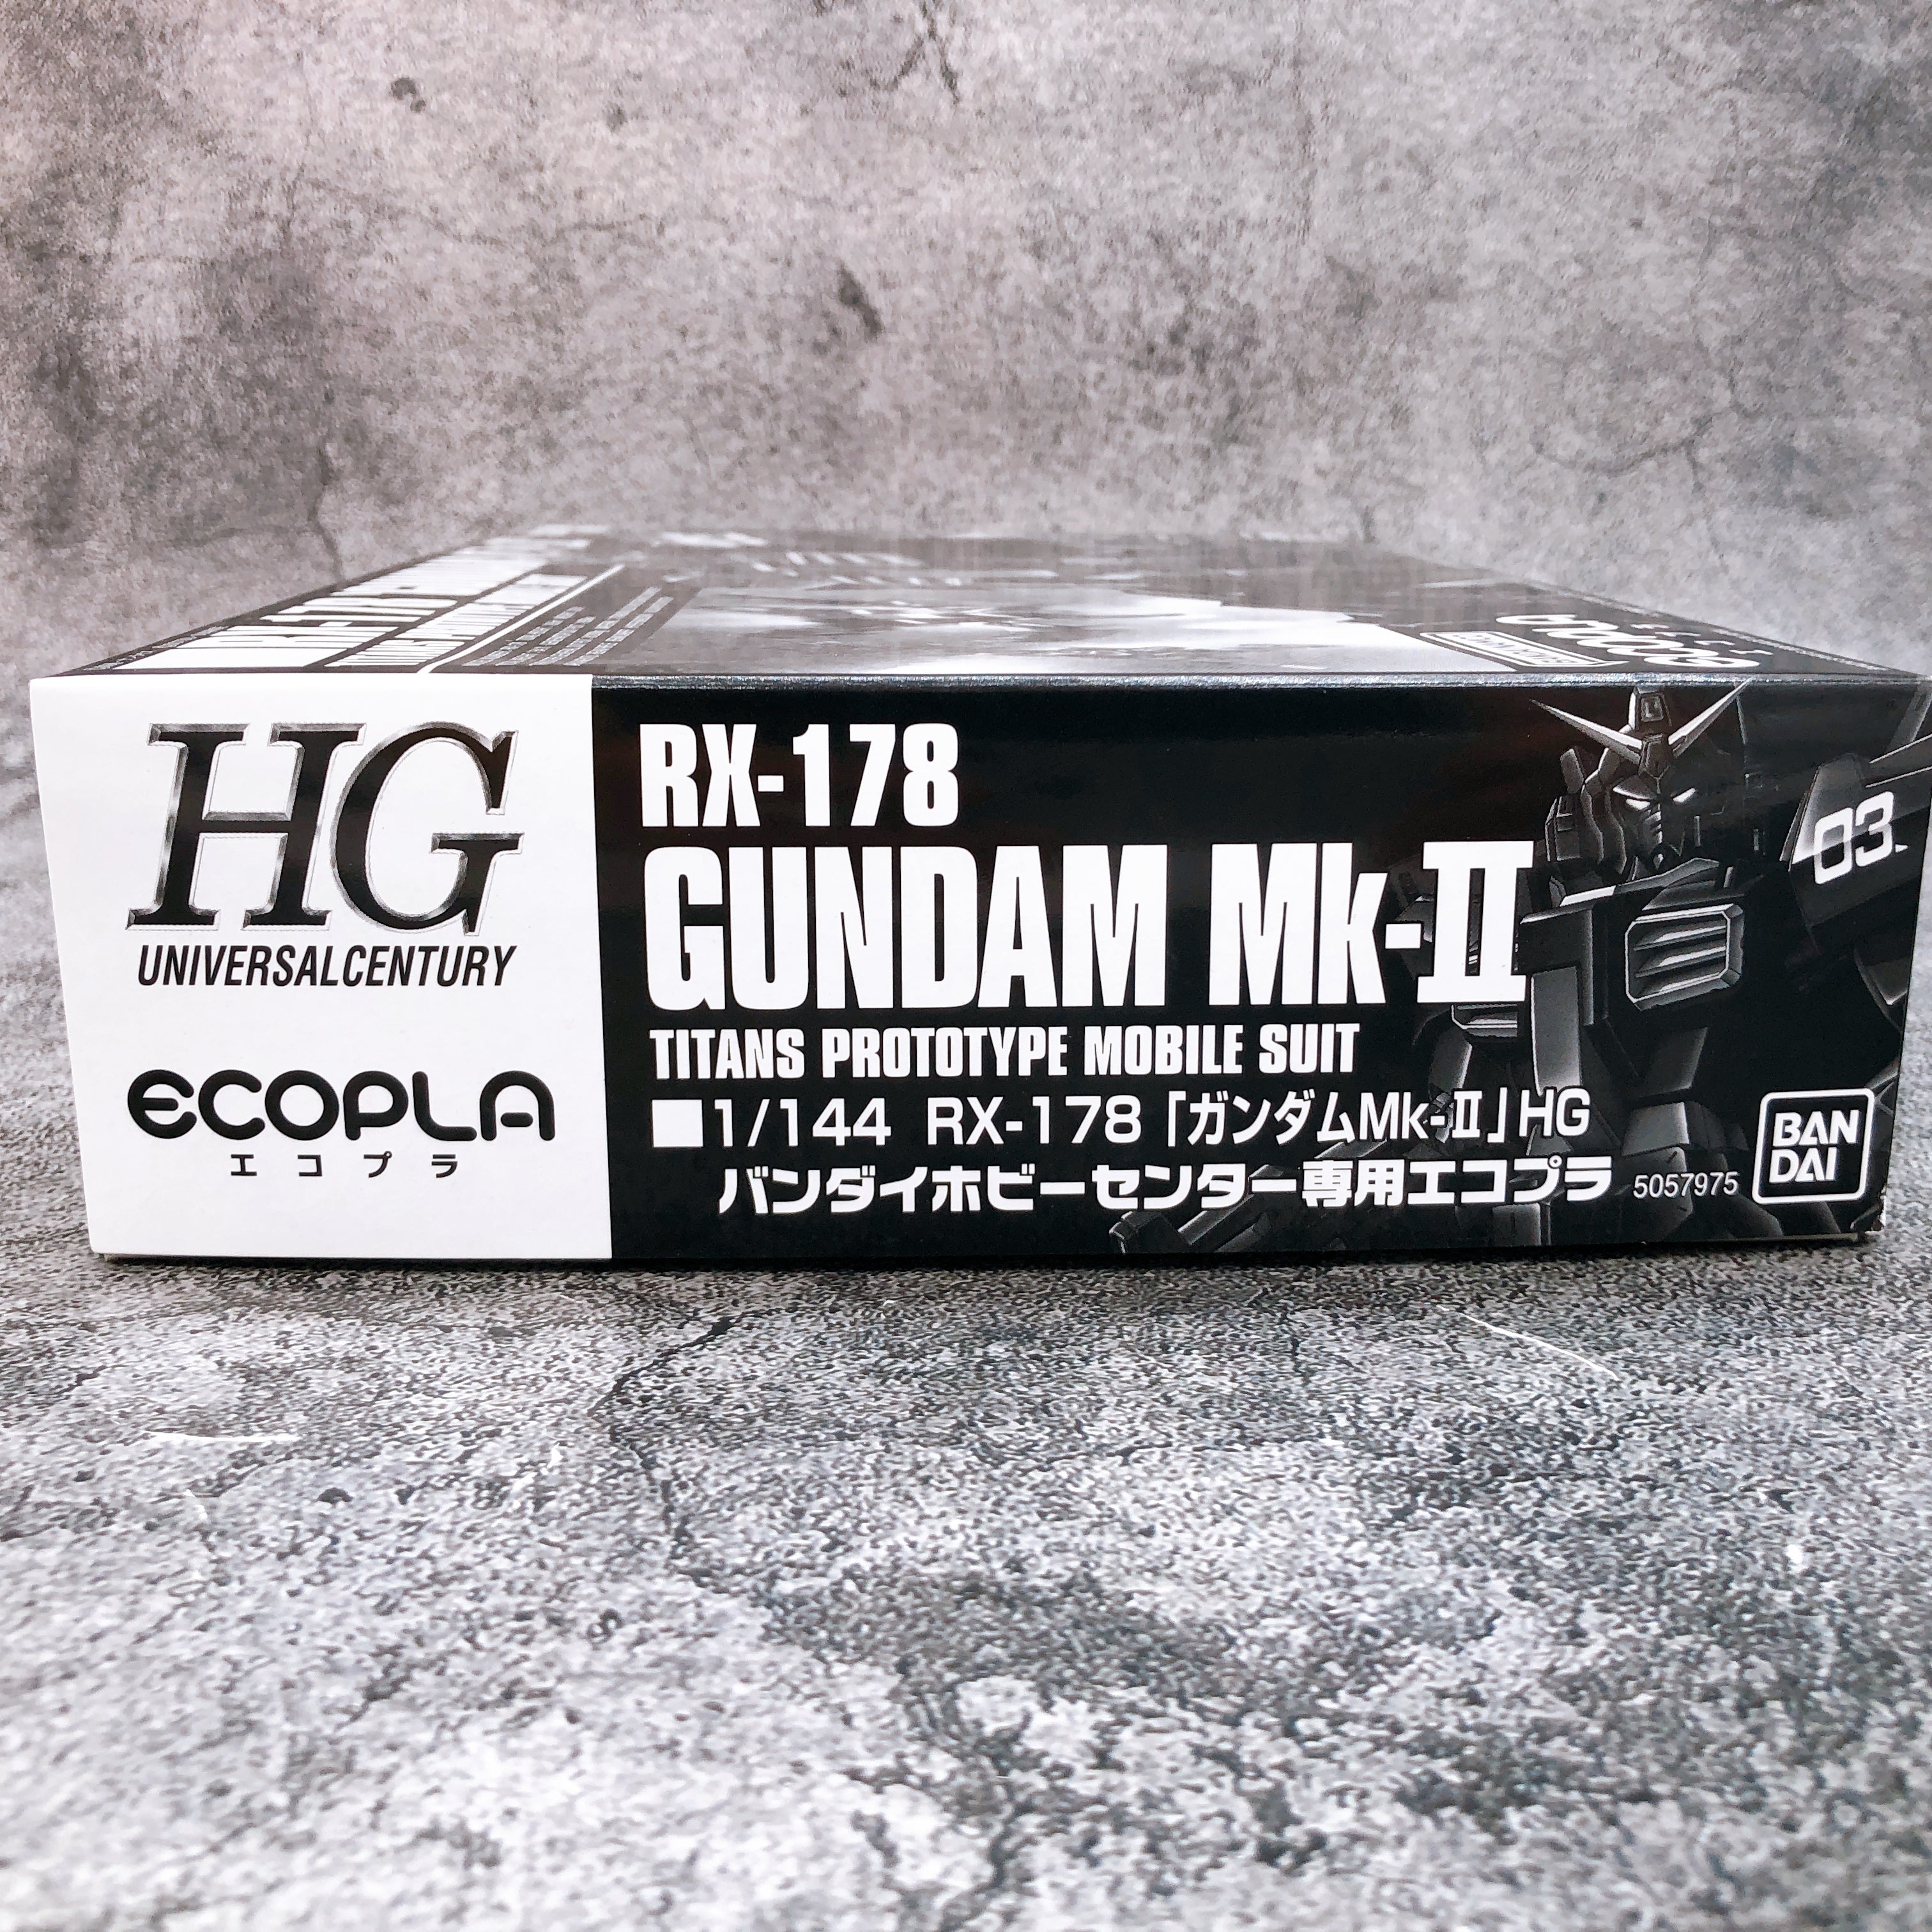 HG
UNIVERSALCENTURY
ECOPLA
エコプラ
RX-178
GUNDAM Mk-II
TITANS PROTOTYPE MOBILE SUIT
■1/144 RX-178「ガンダムMk-Ⅱ」HG
バンダイホビーセンター専用エコプラ
5057975
BAN
DAI
03